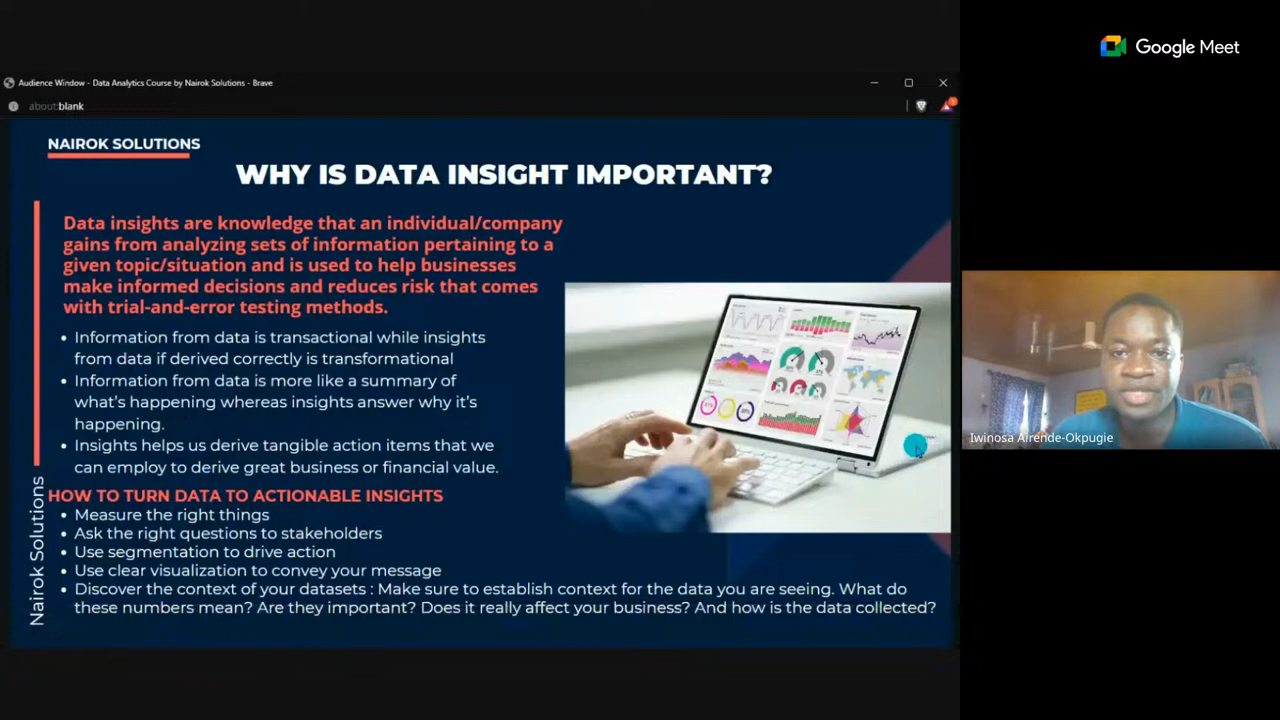 Google Meet
Audience Window - Data Analytics Course by Nairok Solutions - Brave
about:blank
NAIROK SOLUTIONS
WHY IS DATA INSIGHT IMPORTANT?
Data insights are knowledge that an individual/company
gains from analyzing sets of information pertaining to a
given topic/situation and is used to help businesses
make informed decisions and reduces risk that comes
with trial-and-error testing methods.
• Information from data is transactional while insights
from data if derived correctly is transformational
• Information from data is more like a summary of
what's happening whereas insights answer why it's
happening.
• Insights helps us derive tangible action items that we
can employ to derive great business or financial value.
HOW TO TURN DATA TO ACTIONABLE INSIGHTS
• Measure the right things
• Ask the right questions to stakeholders
• Use segmentation to drive action
• Use clear visualization to convey your message
• Discover the context of your datasets : Make sure to establish context for the data you are seeing. What do
these numbers mean? Are they important? Does it really affect your business? And how is the data collected?
Nairok Solutions
Iwinosa Airende-Okpugie